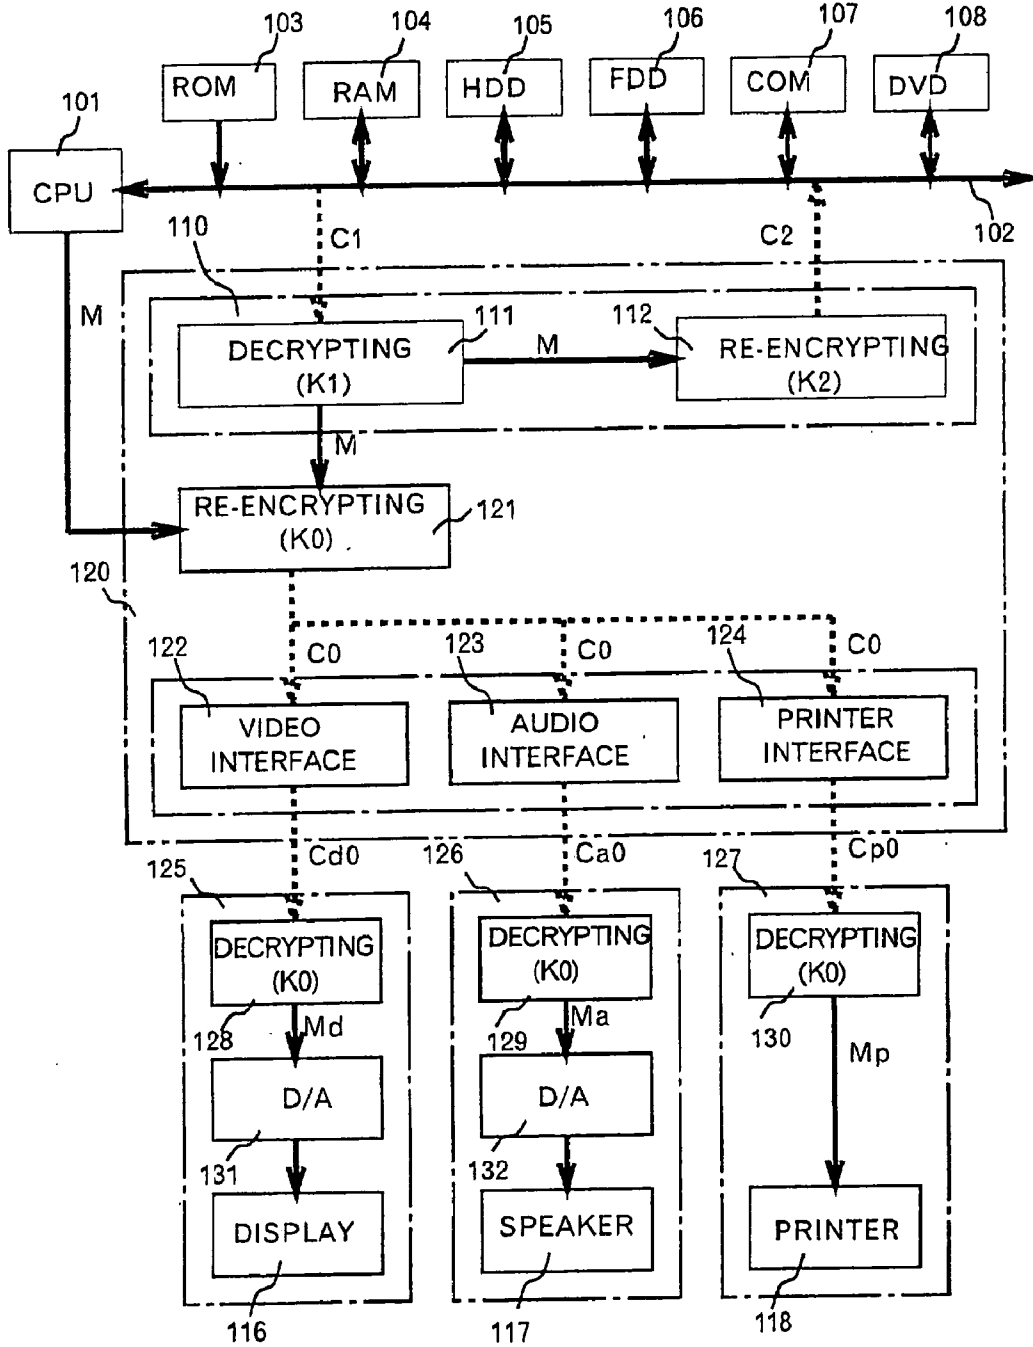 103
104
105
106
107
108
ROM
RAM
HDD
FDD
COM
DVD
101
CPU
102
C1
C2
110
M
111
112
DECRYPTING
(K1)
M
RE-ENCRYPTING
(K2)
M
RE-ENCRYPTING
(K0)
121
120
122
C0
123
C0
124
C0
VIDEO
INTERFACE
AUDIO
INTERFACE
PRINTER
INTERFACE
Cd0
Ca0
Cp0
125
126
127
DECRYPTING
(K0)
DECRYPTING
(K0)
DECRYPTING
(K0)
128
Md
129
Ma
130
Mp
D/A
D/A
131
132
DISPLAY
SPEAKER
PRINTER
116
117
118